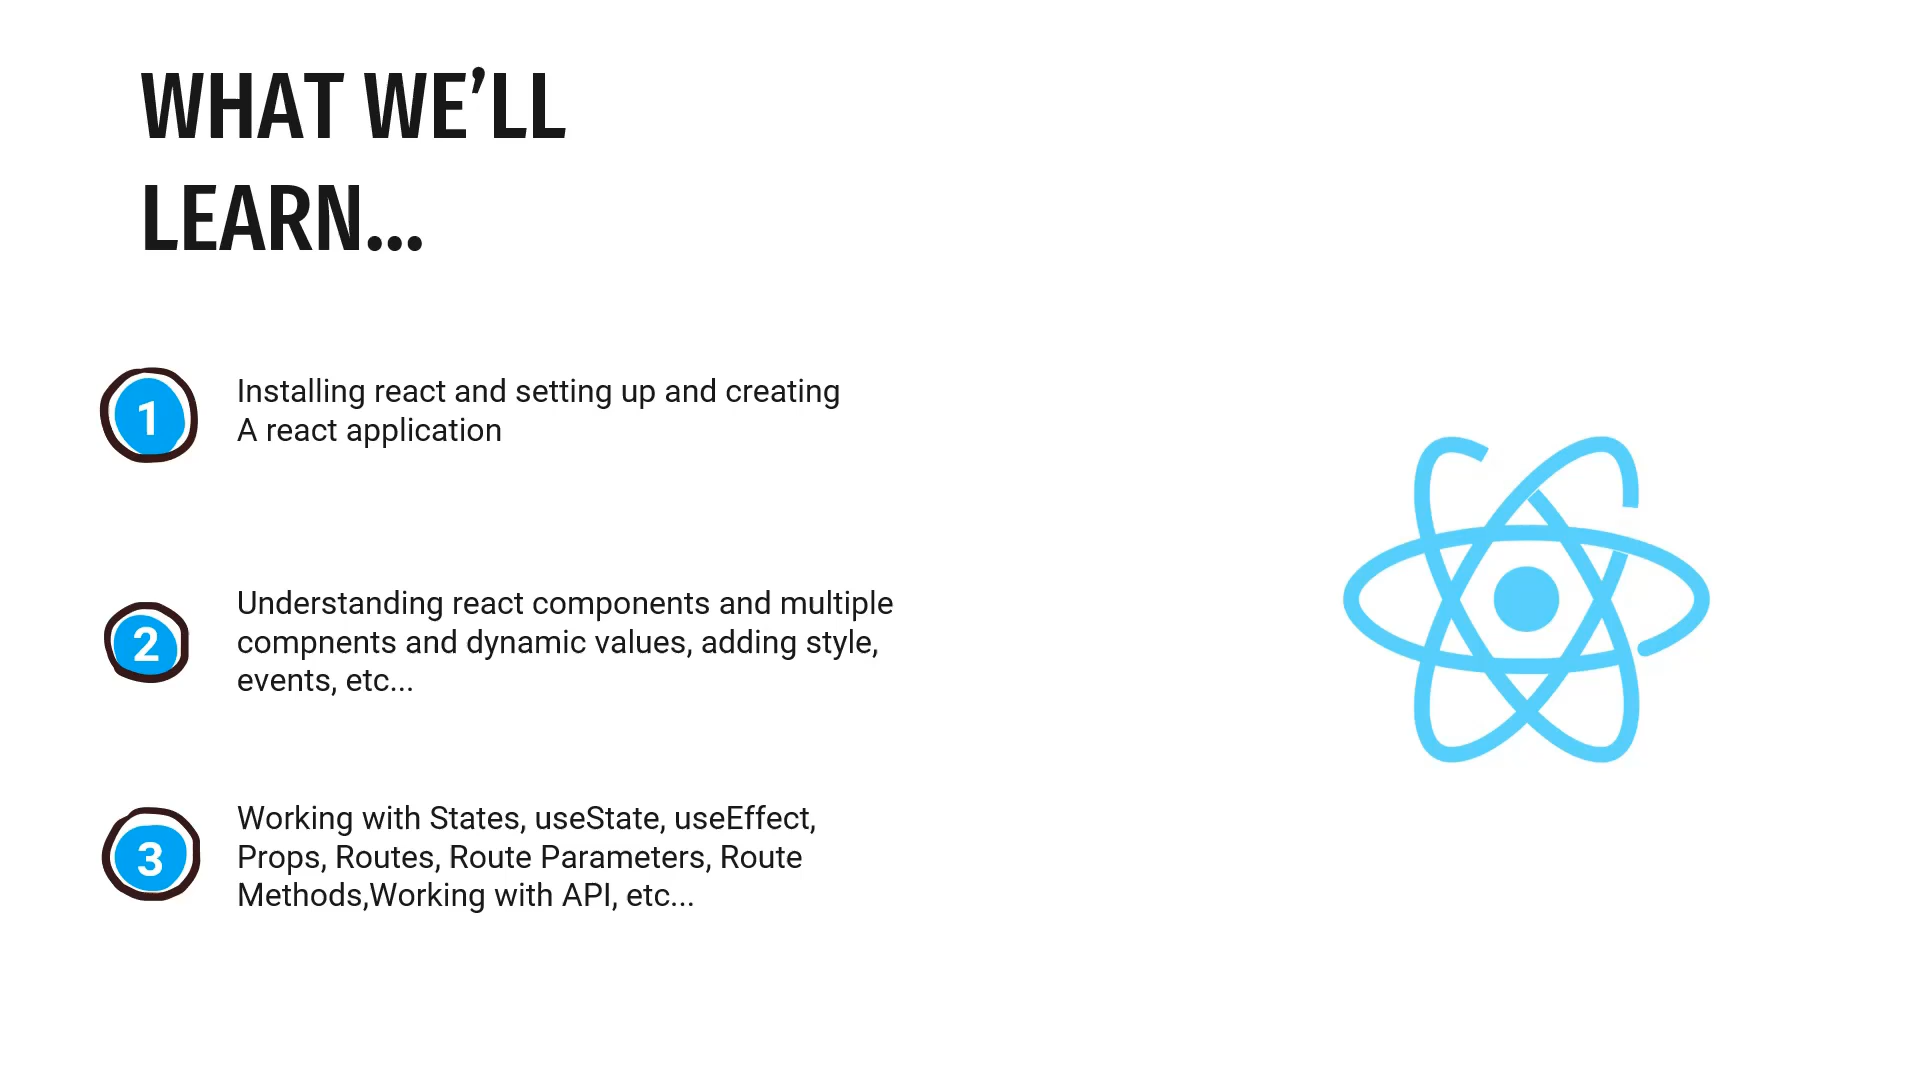 WHAT WE’LL
LEARN...
1
Installing react and setting up and creating
A react application
2
Understanding react components and multiple
compnents and dynamic values, adding style,
events, etc...
3
Working with States, useState, useEffect,
Props, Routes, Route Parameters, Route
Methods,Working with API, etc...